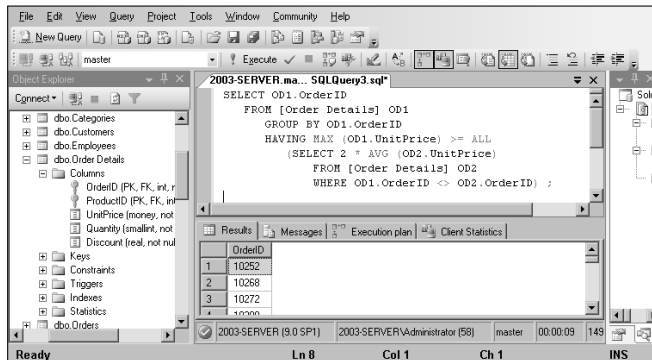 File Edit View Query Project Tools Window Community Help
New Query
master Execute
Object Explorer
Connect
dbo.Categories
dbo.Customers
dbo.Employees
dbo.Order Details
Columns
OrderID (PK, FK, int, r
ProductID (PK, FK, int
UnitPrice (money, not
Quantity (smallint, not
Discount (real, not nul
Keys
Constraints
Triggers
Indexes
Statistics
dbo.Orders
2003-SERVER.ma... SQLQuery3.sql*
SELECT OD1.OrderID
FROM [Order Details] OD1
GROUP BY OD1.OrderID
HAVING MAX (OD1.UnitPrice) >= ALL
(SELECT 2 * AVG (OD2.UnitPrice)
FROM [Order Details] OD2
WHERE OD1.OrderID <> OD2.OrderID) ;
Results Messages Execution plan Client Statistics
OrderID
1 10252
2 10268
3 10272
2003-SERVER (9.0 SP1) 2003-SERVER\Administrator (58) master 00:00:09 149
Sol
Ready Ln 8 Col 1 Ch 1 INS